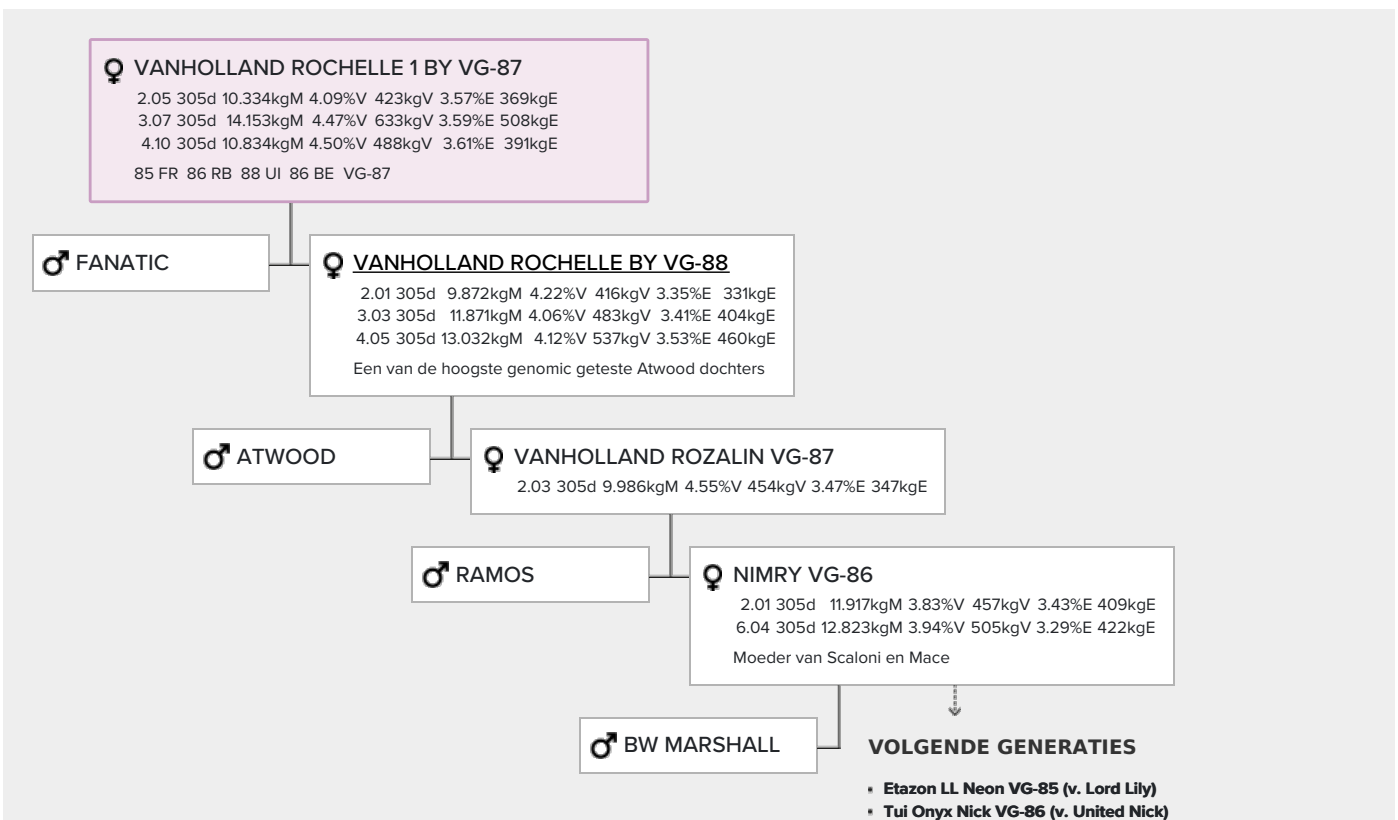 VANHOLLAND ROCHELLE 1 BY VG-87
2.05 305d 10.334kgM 4.09%V 423kgV 3.57%E 369kgE
3.07 305d 14.153kgM 4.47%V 633kgV 3.59%E 508kgE
4.10 305d 10.834kgM 4.50%V 488kgV 3.61%E 391kgE
85 FR 86 RB 88 UI 86 BE VG-87
FANATIC
VANHOLLAND ROCHELLE BY VG-88
2.01 305d 9.872kgM 4.22%V 416kgV 3.35%E 331kgE
3.03 305d 11.871kgM 4.06%V 483kgV 3.41%E 404kgE
4.05 305d 13.032kgM 4.12%V 537kgV 3.53%E 460kgE
Een van de hoogste genomic geteste Atwood dochters
ATWOOD
VANHOLLAND ROZALIN VG-87
2.03 305d 9.986kgM 4.55%V 454kgV 3.47%E 347kgE
RAMOS
NIMRY VG-86
2.01 305d 11.917kgM 3.83%V 457kgV 3.43%E 409kgE
6.04 305d 12.823kgM 3.94%V 505kgV 3.29%E 422kgE
Moeder van Scaloni en Mace
BW MARSHALL
VOLGENDE GENERATIES
▪ Etazon LL Neon VG-85 (v. Lord Lily)
▪ Tui Onyx Nick VG-86 (v. United Nick)